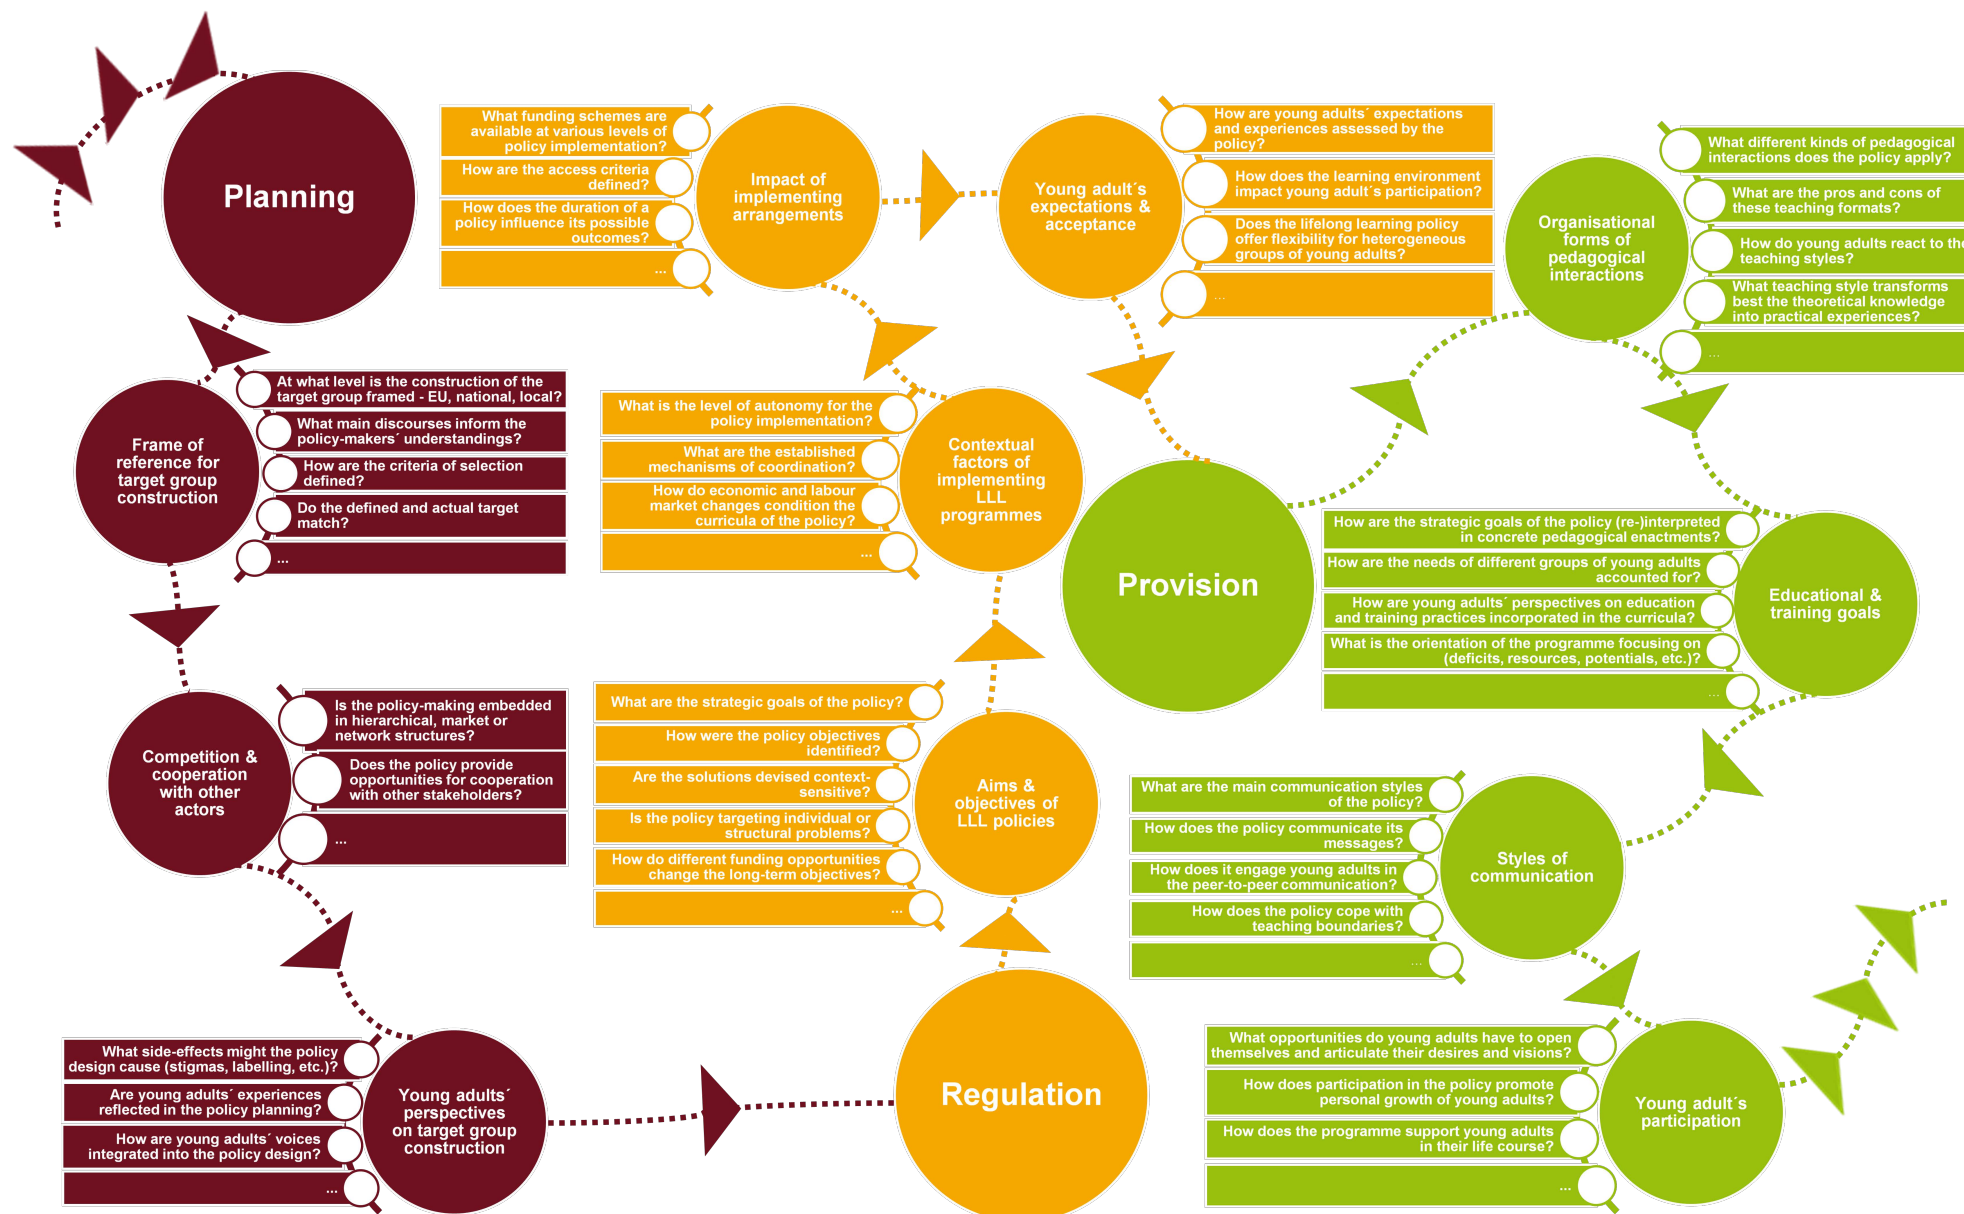 Planning
Frame of
reference for
target group
construction
At what level is the construction of the
target group framed - EU, national, local?
What main discourses inform the
policy-makers´ understandings?
How are the criteria of selection
defined?
Do the defined and actual target
match?
...
Competition &
cooperation
with other
actors
Is the policy-making embedded
in hierarchical, market or
network structures?
Does the policy provide
opportunities for cooperation
with other stakeholders?
...
What side-effects might the policy
design cause (stigmas, labelling, etc.)?
Are young adults´ experiences
reflected in the policy planning?
How are young adults´ voices
integrated into the policy design?
...
Young adults´
perspectives
on target group
construction
Regulation
What are the strategic goals of the policy?
How were the policy objectives
identified?
Are the solutions devised context-
sensitive?
Is the policy targeting individual or
structural problems?
How do different funding opportunities
change the long-term objectives?
...
Aims &
objectives of
LLL policies
What is the level of autonomy for the
policy implementation?
What are the established
mechanisms of coordination?
How do economic and labour
market changes condition the
curricula of the policy?
...
Contextual
factors of
implementing
LLL
programmes
What funding schemes are
available at various levels of
policy implementation?
How are the access criteria
defined?
How does the duration of a
policy influence its possible
outcomes?
...
Impact of
implementing
arrangements
Young adult´s
expectations &
acceptance
How are young adults´ expectations
and experiences assessed by the
policy?
How does the learning environment
impact young adult´s participation?
Does the lifelong learning policy
offer flexibility for heterogeneous
groups of young adults?
...
Provision
Organisational
forms of
pedagogical
interactions
What different kinds of pedagogical
interactions does the policy apply?
What are the pros and cons of
these teaching formats?
How do young adults react to the
teaching styles?
What teaching style transforms
best the theoretical knowledge
into practical experiences?
...
How are the strategic goals of the policy (re-)interpreted
in concrete pedagogical enactments?
How are the needs of different groups of young adults
accounted for?
How are young adults´ perspectives on education
and training practices incorporated in the curricula?
What is the orientation of the programme focusing on
(deficits, resources, potentials, etc.)?
...
Educational &
training goals
What are the main communication styles
of the policy?
How does the policy communicate its
messages?
How does it engage young adults in
the peer-to-peer communication?
How does the policy cope with
teaching boundaries?
...
Styles of
communication
What opportunities do young adults have to open
themselves and articulate their desires and visions?
How does participation in the policy promote
personal growth of young adults?
How does the programme support young adults
in their life course?
...
Young adult´s
participation